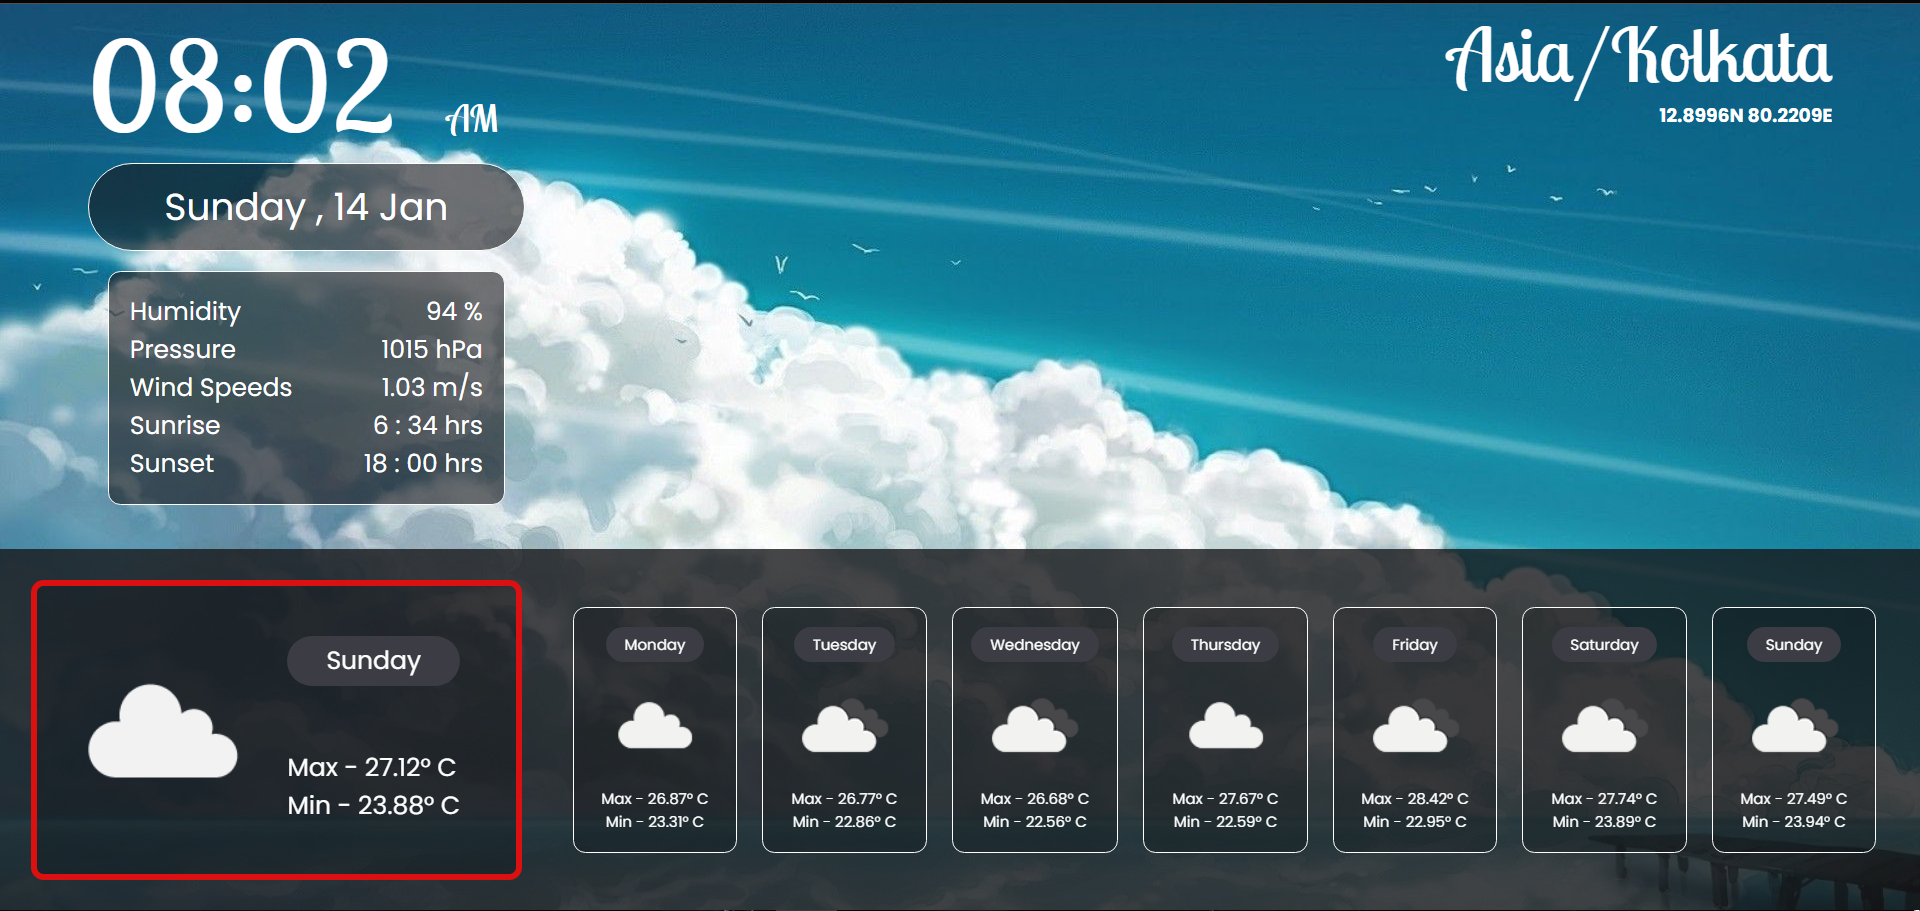 08:02 AM
Asia/Kolkata
12.8996N 80.2209E
Sunday , 14 Jan
Humidity 94 %
Pressure 1015 hPa
Wind Speeds 1.03 m/s
Sunrise 6 : 34 hrs
Sunset 18 : 00 hrs
Sunday
Max - 27.12° C
Min - 23.88° C
Monday
Max - 26.87° C
Min - 23.31° C
Tuesday
Max - 26.77° C
Min - 22.86° C
Wednesday
Max - 26.68° C
Min - 22.56° C
Thursday
Max - 27.67° C
Min - 22.59° C
Friday
Max - 28.42° C
Min - 22.95° C
Saturday
Max - 27.74° C
Min - 23.89° C
Sunday
Max - 27.49° C
Min - 23.94° C